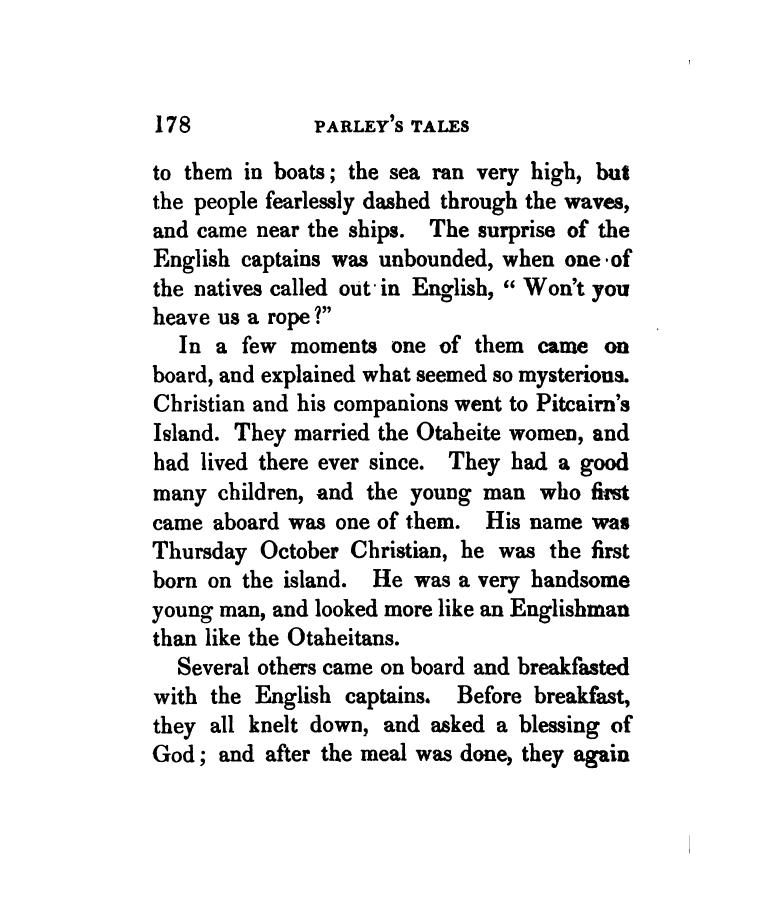 178 PARLEY'S TALES
to them in boats; the sea ran very high, but
the people fearlessly dashed through the waves,
and came near the ships. The surprise of the
English captains was unbounded, when one of
the natives called out in English, "Won't you
heave us a rope?"
In a few moments one of them came on
board, and explained what seemed so mysterious.
Christian and his companions went to Pitcairn's
Island. They married the Otaheite women, and
had lived there ever since. They had a good
many children, and the young man who first
came aboard was one of them. His name was
Thursday October Christian, he was the first
born on the island. He was a very handsome
young man, and looked more like an Englishman
than like the Otaheitans.
Several others came on board and breakfasted
with the English captains. Before breakfast,
they all knelt down, and asked a blessing of
God; and after the meal was done, they again